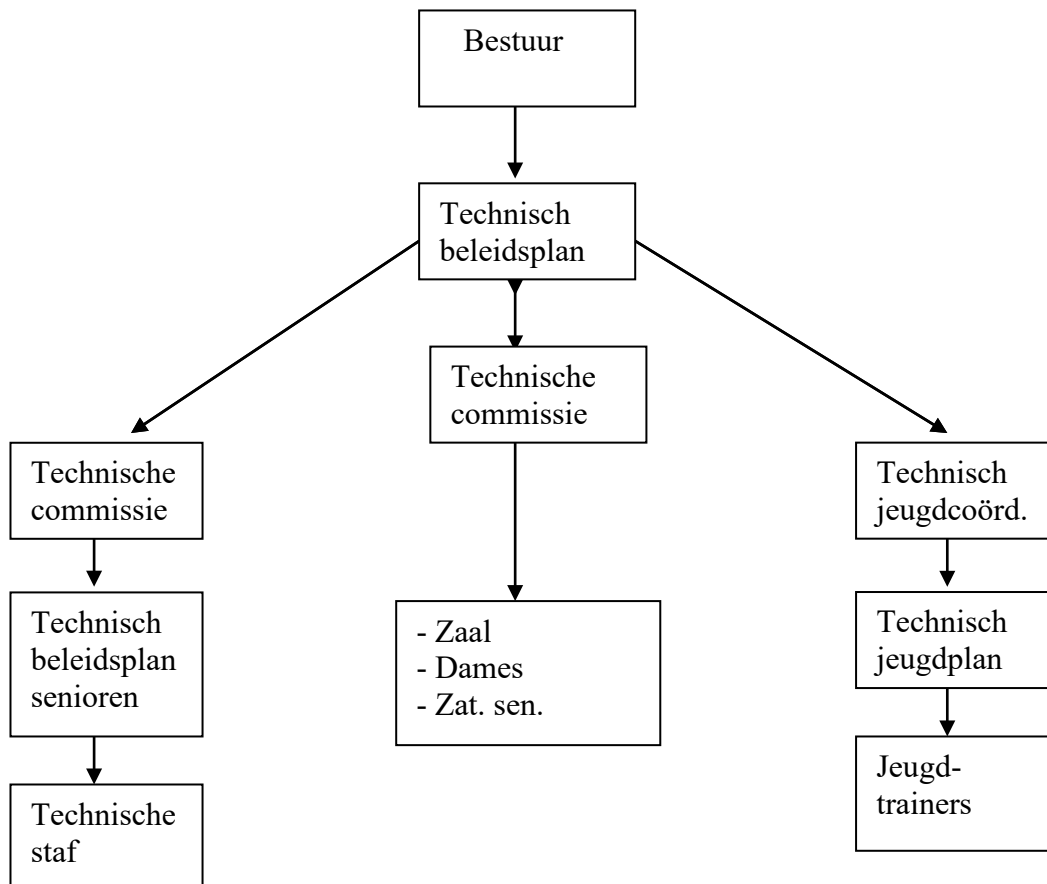 Bestuur
Technisch
beleidsplan
Technische
commissie
Technische
commissie
Technisch
jeugdcoörd.
Technisch
beleidsplan
senioren
- Zaal
- Dames
- Zat. sen.
Technisch
jeugdplan
Jeugd-
trainers
Technische
staf